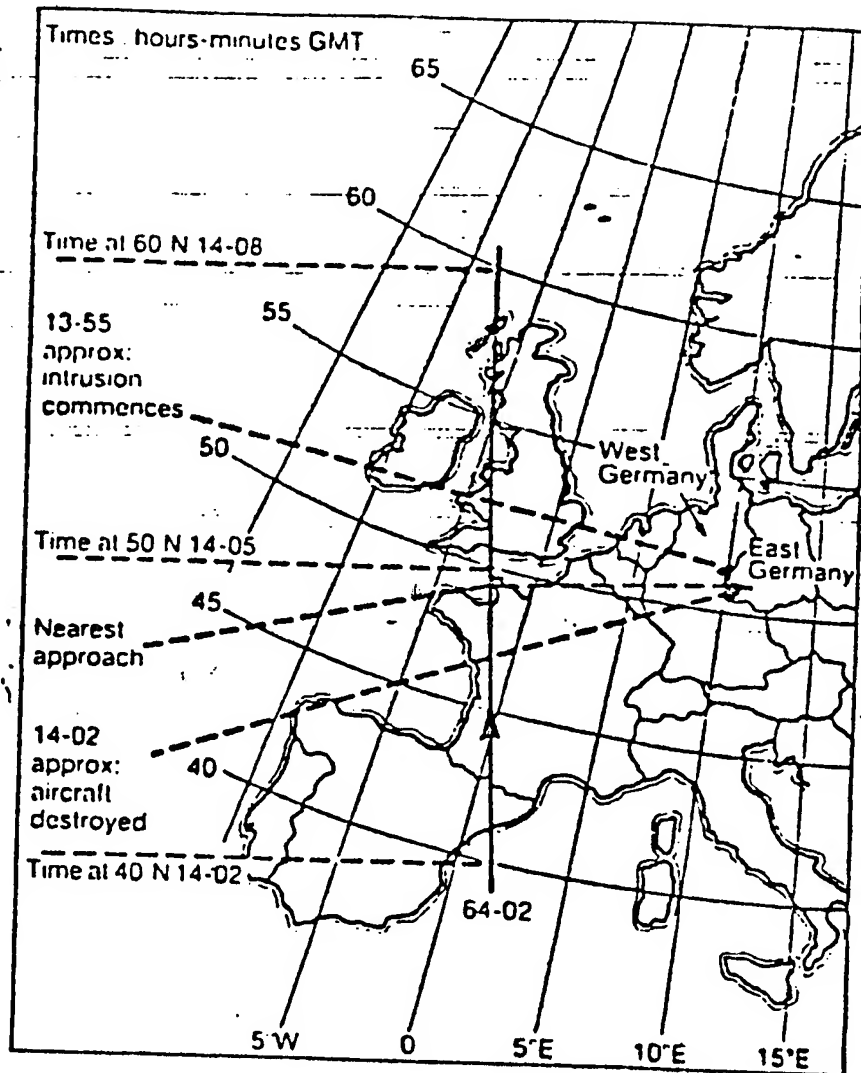 Times hours-minutes GMT
65
60
Time at 60 N 14-08
55
13-55
approx:
intrusion
commences
50
West
Germany
Time at 50 N 14-05
East
Germany
45
Nearest
approach
14-02
approx:
aircraft
destroyed
40
Time at 40 N 14-02
64-02
5°W
0
5°E
10°E
15°E